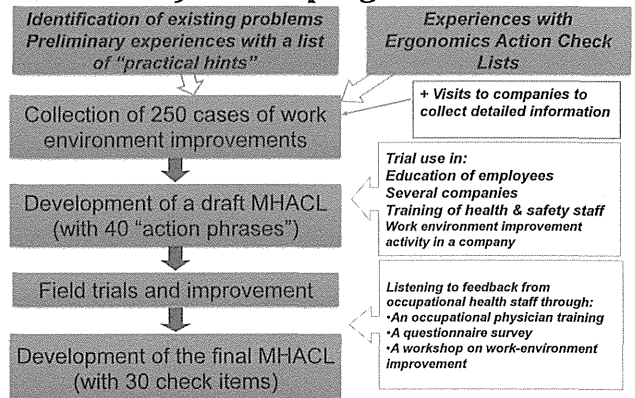 Identification of existing problems
Preliminary experiences with a list
of "practical hints"
Experiences with
Ergonomics Action Check
Lists
Collection of 250 cases of work
environment improvements
+ Visits to companies to
collect detailed information
Development of a draft MHACL
(with 40 "action phrases")
Trial use in:
Education of employees
Several companies
Training of health & safety staff
Work environment improvement
activity in a company
Field trials and improvement
Listening to feedback from
occupational health staff through:
•An occupational physician training
•A questionnaire survey
•A workshop on work-environment
improvement
Development of the final MHACL
(with 30 check items)